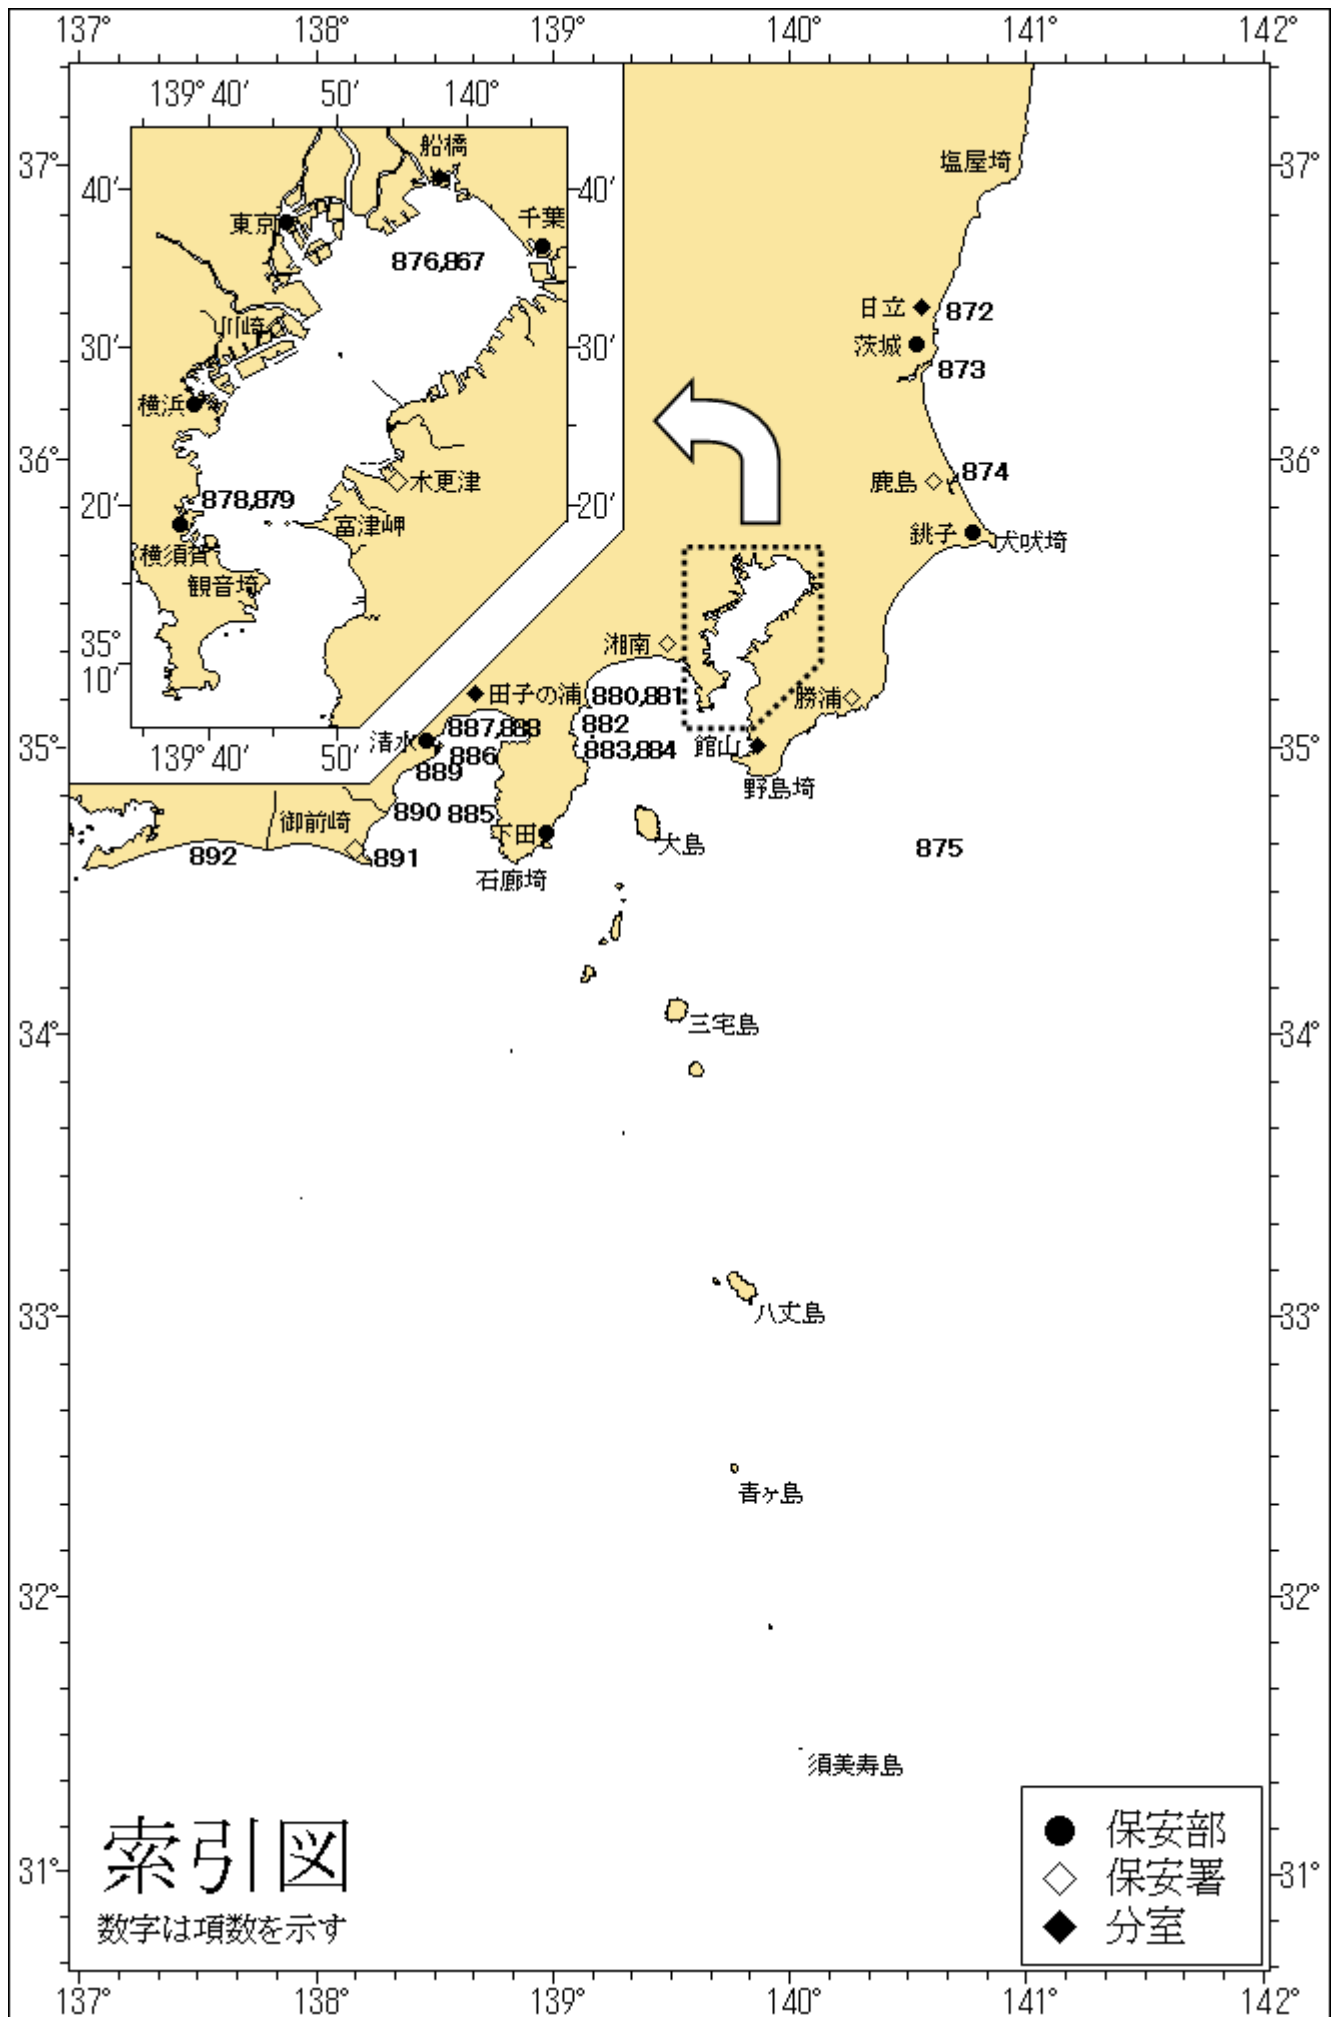 137° 138° 139° 140° 141° 142°
139° 40′ 50′ 140°
船橋
37° 塩屋埼 37°
40′ 40′
東京 千葉
876,867
日立 872
川崎
30′ 茨城 30′
873
横浜
36° 874 36°
鹿島
木更津
878,879
20′ 20′
富津岬 銚子 犬吠埼
横須賀
観音埼
35° 湘南
10′
田子の浦 880,881 勝浦
887,888 882
清水 883,884 館山
35° 886 35°
139° 40′ 50′
889 野島埼
890 885
御前崎 下田
大島
892 891 875
石廊埼
34° 三宅島 34°
33° 八丈島 33°
青ヶ島
32° 32°
須美寿島
索引図
数字は項数を示す
保安部
保安署
分室
31° 31°
137° 138° 139° 140° 141° 142°